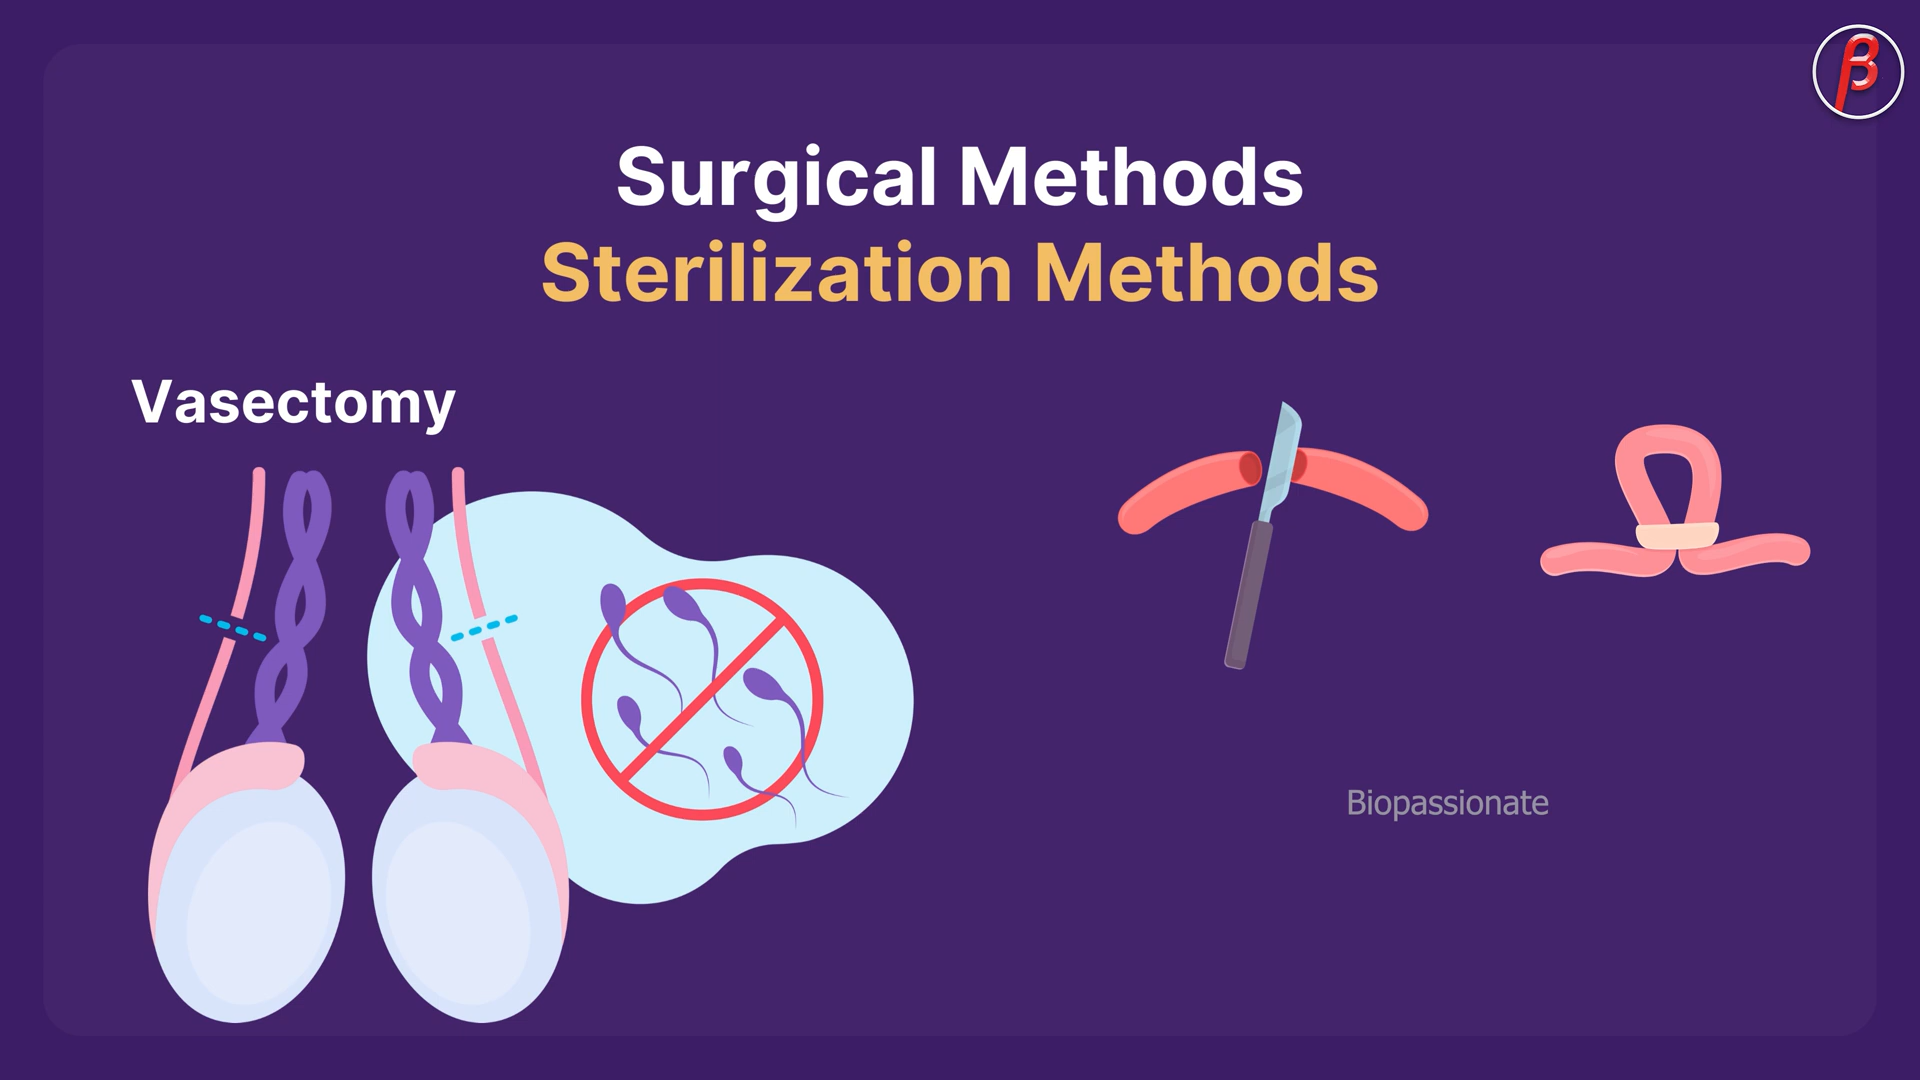 β
Surgical Methods
Sterilization Methods
Vasectomy
Biopassionate